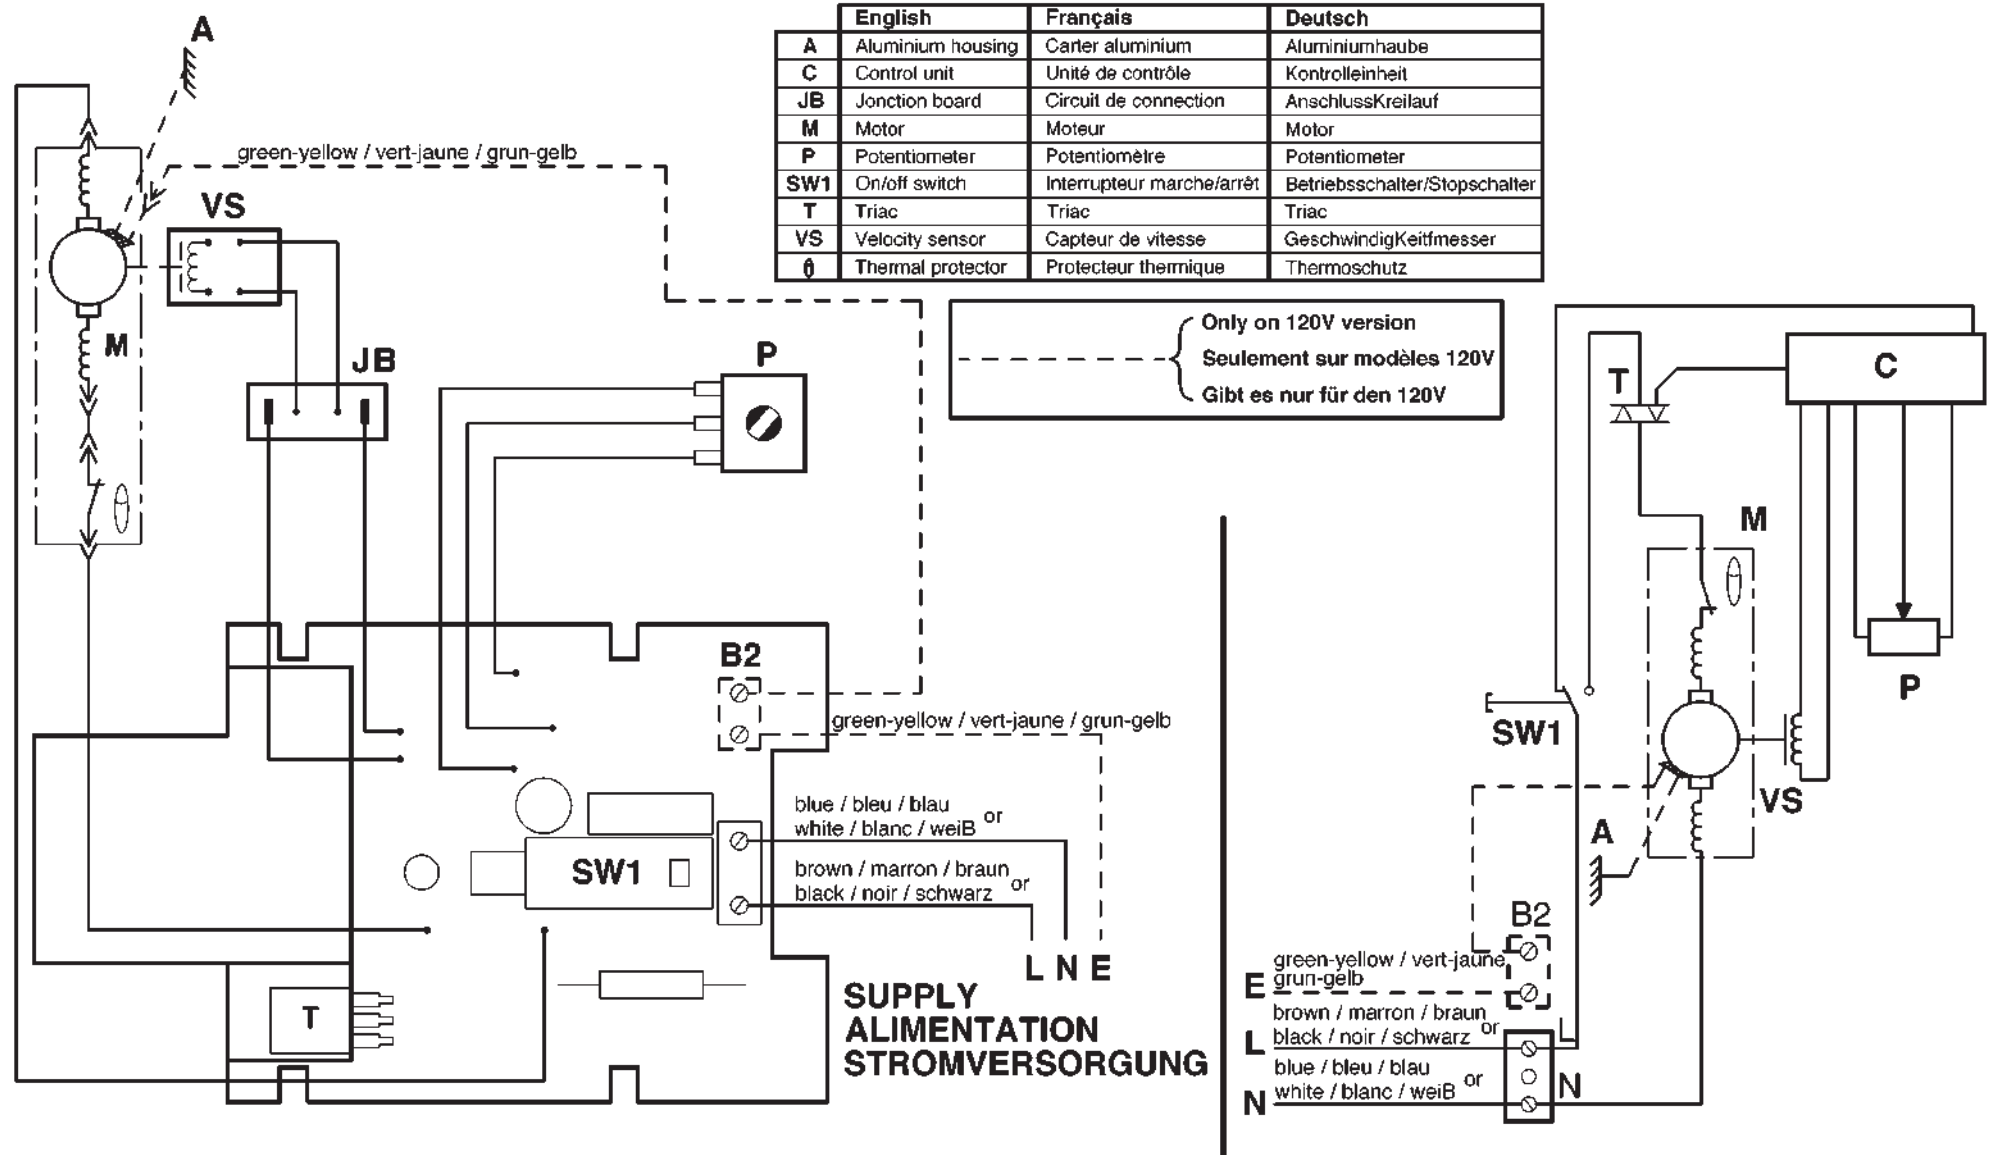 A
green-yellow / vert-jaune / grun-gelb
VS
M
JB
P
English Français Deutsch
A Aluminium housing Carter aluminium Aluminiumhaube
C Control unit Unité de contrôle Kontrolleinheit
JB Jonction board Circuit de connection AnschlussKreilauf
M Motor Moteur Motor
P Potentiometer Potentiomètre Potentiometer
SW1 On/off switch Interrupteur marche/arrêt Betriebsschalter/Stopschalter
T Triac Triac Triac
VS Velocity sensor Capteur de vitesse GeschwindigKeitfmesser
Thermal protector Protecteur thermique Thermoschutz
Only on 120V version
Seulement sur modèles 120V
Gibt es nur für den 120V
B2
green-yellow / vert-jaune / grun-gelb
blue / bleu / blau
white / blanc / weiB or
brown / marron / braun
black / noir / schwarz or
SW1
T
L N E
SUPPLY
ALIMENTATION
STROMVERSORGUNG
C
T
M
P
SW1
VS
A
B2
green-yellow / vert-jaune
E grun-gelb
brown / marron / braun
L black / noir / schwarz or
L
blue / bleu / blau
N white / blanc / weiB or
N